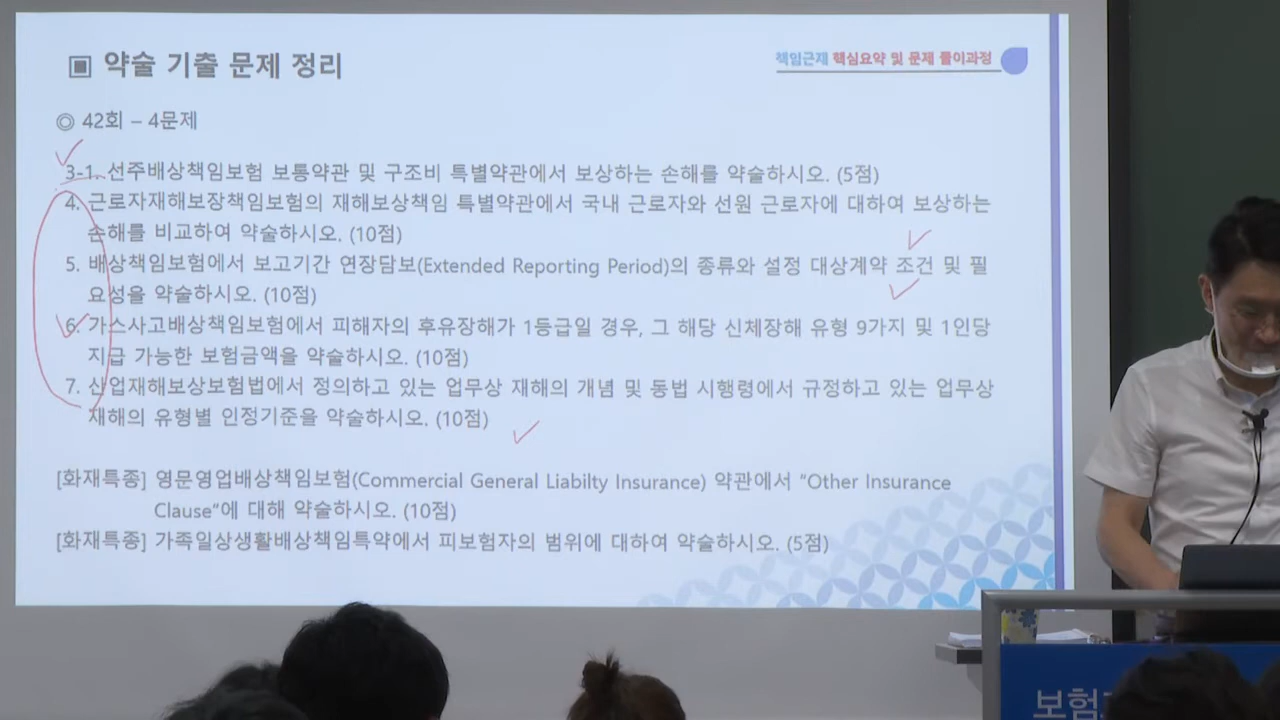 ▣ 약술 기출 문제 정리
책임근재 핵심요약 및 문제 풀이과정
◎ 42회 – 4문제
3-1. 선주배상책임보험 보통약관 및 구조비 특별약관에서 보상하는 손해를 약술하시오. (5점)
4. 근로자재해보장책임보험의 재해보상책임 특별약관에서 국내 근로자와 선원 근로자에 대하여 보상하는
손해를 비교하여 약술하시오. (10점)
5. 배상책임보험에서 보고기간 연장담보(Extended Reporting Period)의 종류와 설정 대상계약 조건 및 필
요성을 약술하시오. (10점)
6. 가스사고배상책임보험에서 피해자의 후유장해가 1등급일 경우, 그 해당 신체장해 유형 9가지 및 1인당
지급 가능한 보험금액을 약술하시오. (10점)
7. 산업재해보상보험법에서 정의하고 있는 업무상 재해의 개념 및 동법 시행령에서 규정하고 있는 업무상
재해의 유형별 인정기준을 약술하시오. (10점)
[화재특종] 영문영업배상책임보험(Commercial General Liabilty Insurance) 약관에서 “Other Insurance
Clause“에 대해 약술하시오. (10점)
[화재특종] 가족일상생활배상책임특약에서 피보험자의 범위에 대하여 약술하시오. (5점)
보험